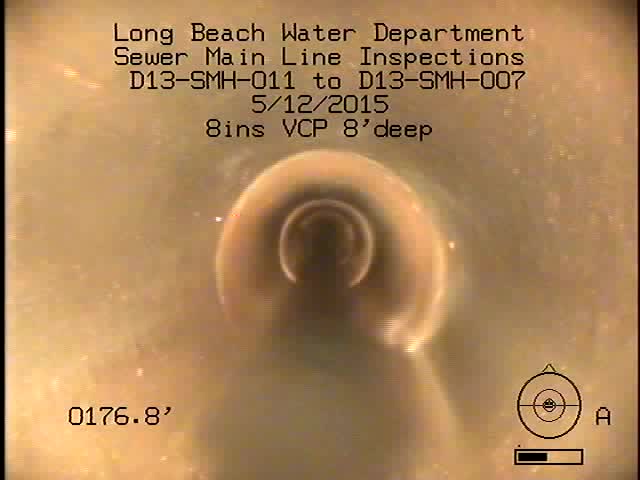 Long Beach Water Department
Sewer Main Line Inspections
D13-SMH-011 to D13-SMH-007
5/12/2015
8ins VCP 8'deep
0176.8'
A